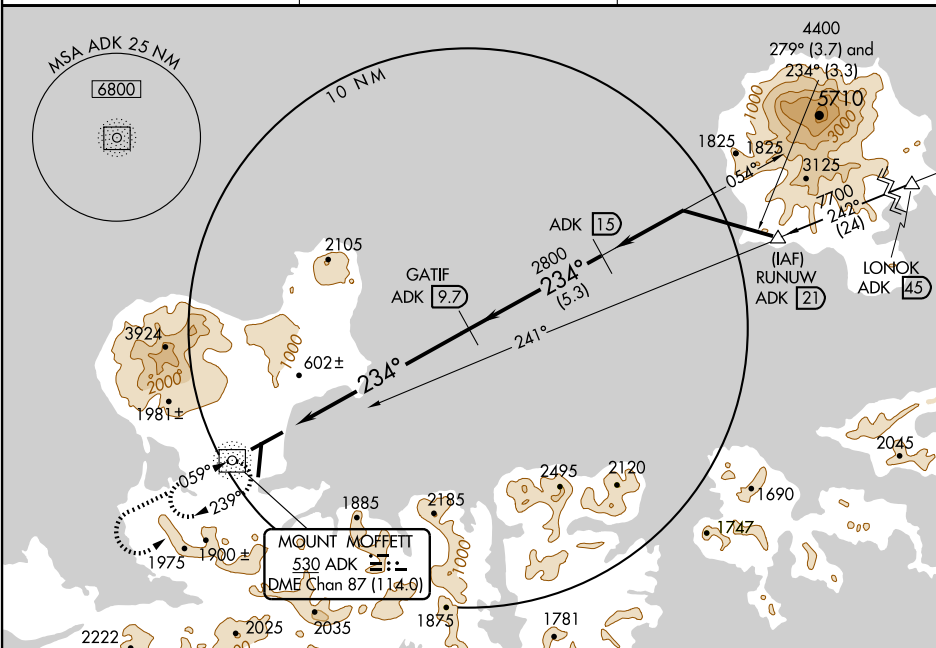 MSA ADK 25 NM
6800
10 NM
4400
279° (3.7) and
234° (3.3)
5710
1000
3000
1825
1825
3125
054°
7700
242°
(24)
(IAF)
RUNUW
ADK 21
LONOK
ADK 45
ADK 15
2800
234°
(5.3)
2105
GATIF
ADK 9.7
241°
234°
3924
2000
1981±
1000
602±
059°
239°
1975
1900±
1885
2185
1000
2495
2120
1690
1747
2045
MOUNT MOFFETT
530 ADK
DME Chan 87 (114.0)
2222
2025
2035
1875
1781